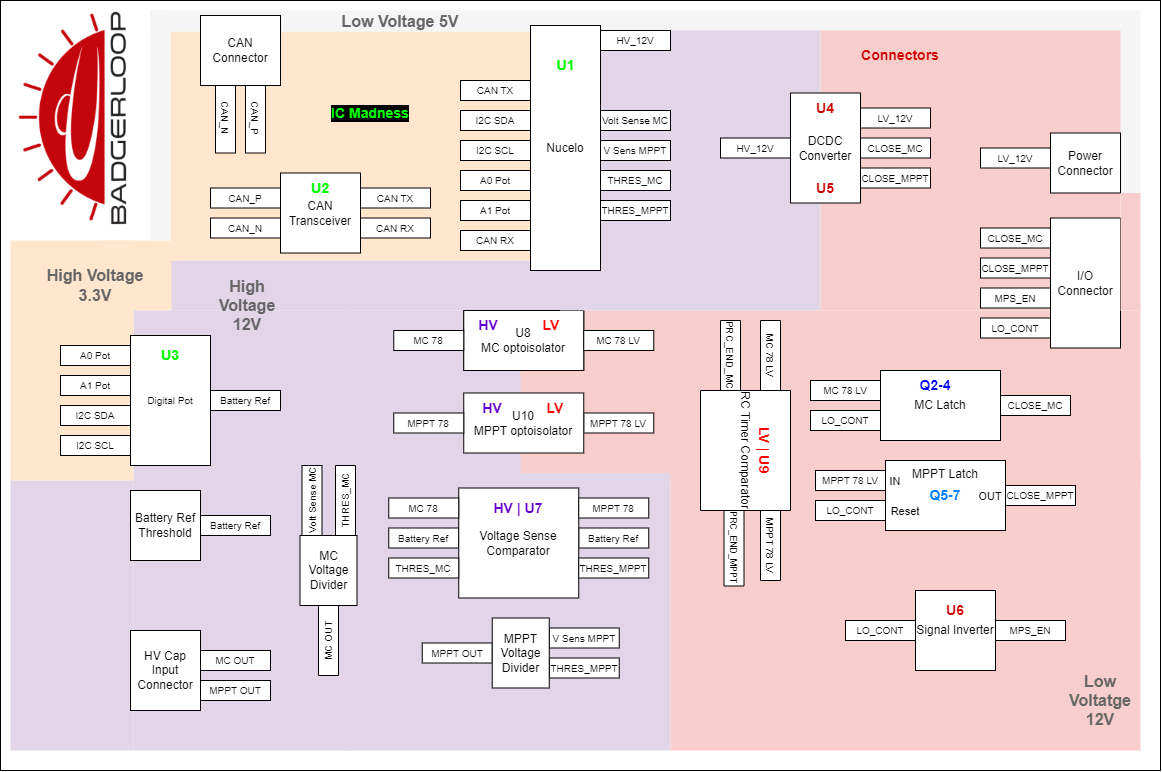 BADGERLOOP
Low Voltage 5V
CAN
Connector
CAN_N
CAN_P
IC Madness
U1
Nucelo
HV_12V
CAN TX
I2C SDA
I2C SCL
A0 Pot
A1 Pot
CAN RX
Volt Sense MC
V Sens MPPT
THRES_MC
THRES_MPPT
U2
CAN
Transceiver
CAN_P
CAN_N
CAN TX
CAN RX
Connectors
U4
DCDC
Converter
U5
HV_12V
LV_12V
CLOSE_MC
CLOSE_MPPT
LV_12V
Power
Connector
CLOSE_MC
CLOSE_MPPT
MPS_EN
LO_CONT
I/O
Connector
High Voltage
3.3V
High
Voltage
12V
U3
Digital Pot
A0 Pot
A1 Pot
I2C SDA
I2C SCL
Battery Ref
HV
U8
LV
MC optoisolator
MC 78
MC 78 LV
HV
U10
LV
MPPT optoisolator
MPPT 78
MPPT 78 LV
PRC_END_MC
MC 78 LV
RC Timer Comparator
LV | U9
PRC_END_MPPT
MPPT 78 LV
Q2-4
MC Latch
MC 78 LV
LO_CONT
CLOSE_MC
MPPT Latch
IN
Q5-7
OUT
Reset
MPPT 78 LV
LO_CONT
CLOSE_MPPT
Battery Ref
Threshold
Battery Ref
Volt Sense MC
THRES_MC
MC
Voltage
Divider
MC OUT
HV | U7
Voltage Sense
Comparator
MC 78
Battery Ref
THRES_MC
MPPT 78
Battery Ref
THRES_MPPT
HV Cap
Input
Connector
MC OUT
MPPT OUT
MPPT
Voltage
Divider
MPPT OUT
V Sens MPPT
THRES_MPPT
U6
Signal Inverter
LO_CONT
MPS_EN
Low
Voltatge
12V